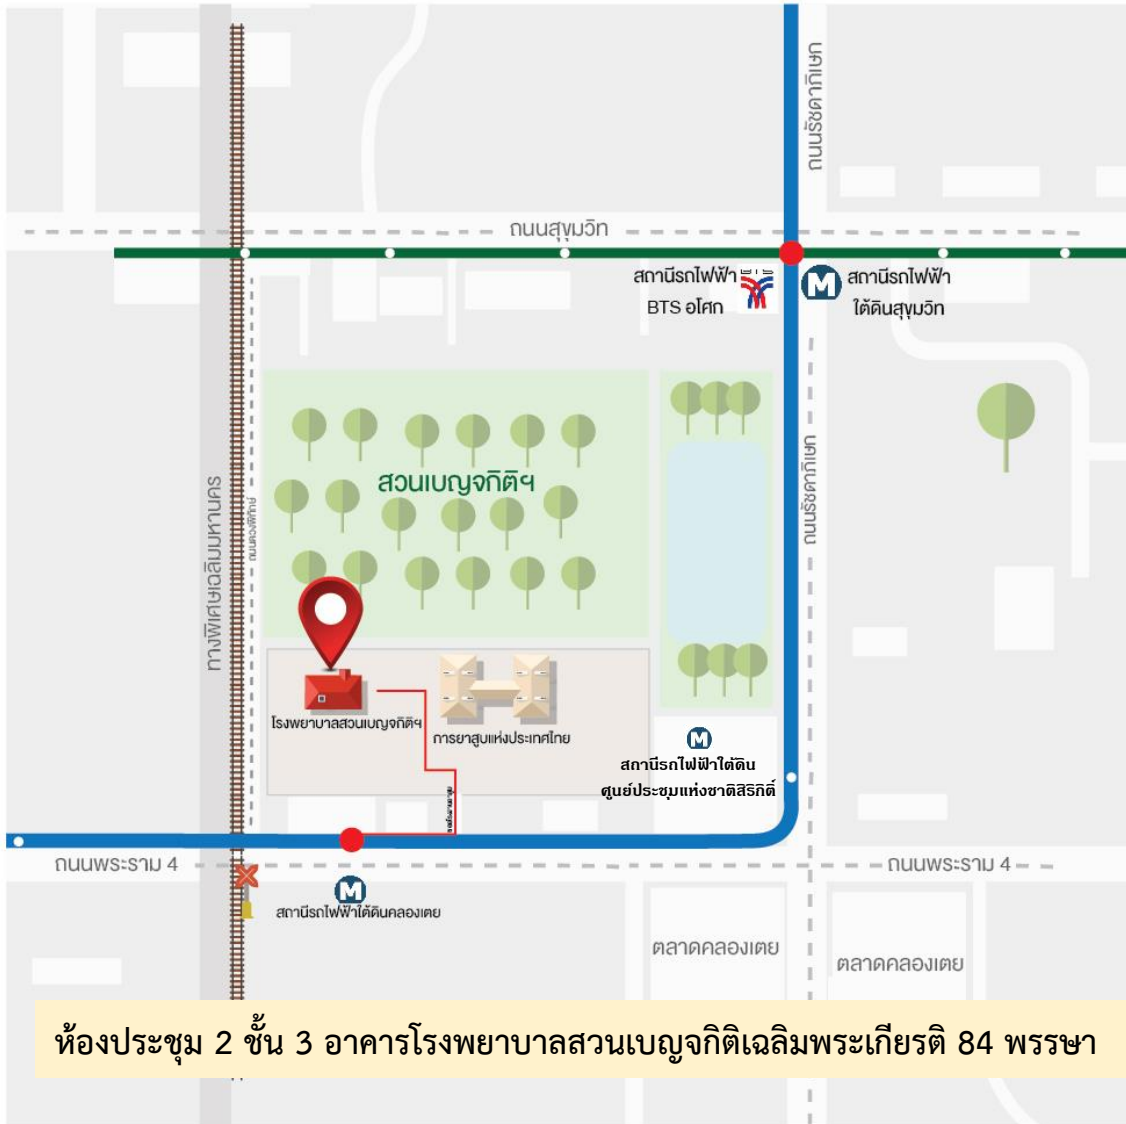 ถนนรัชดาภิเษก
ถนนสุขุมวิท
สถานีรถไฟฟ้า
BTS อโศก
M
สถานีรถไฟฟ้า
ใต้ดินสุขุมวิท
ถนนรัชดาภิเษก
สวนเบญจกิติฯ
ทางพิเศษเฉลิมมหานคร
ถนนดวงพิทักษ์
โรงพยาบาลสวนเบญจกิติฯ
การยาสูบแห่งประเทศไทย
M
สถานีรถไฟฟ้าใต้ดิน
ศูนย์ประชุมแห่งชาติสิริกิติ์
ถนนพระราม 4
ถนนพระราม 4
M
สถานีรถไฟฟ้าใต้ดินคลองเตย
ตลาดคลองเตย
ตลาดคลองเตย
ห้องประชุม 2 ชั้น 3 อาคารโรงพยาบาลสวนเบญจกิติเฉลิมพระเกียรติ 84 พรรษา